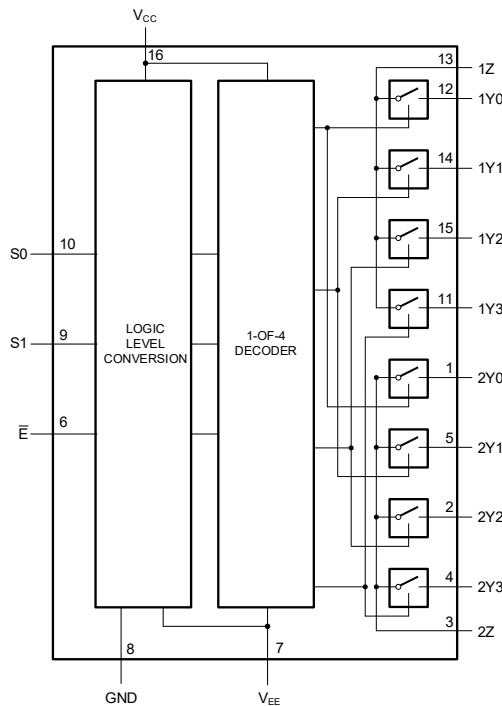 VCC
16
13 1Z
12 1Y0
14 1Y1
15 1Y2
S0 10
11 1Y3
S1 9
LOGIC
LEVEL
CONVERSION
1-OF-4
DECODER
1 2Y0
E̅ 6
5 2Y1
2 2Y2
4 2Y3
3 2Z
8
7
GND
VEE